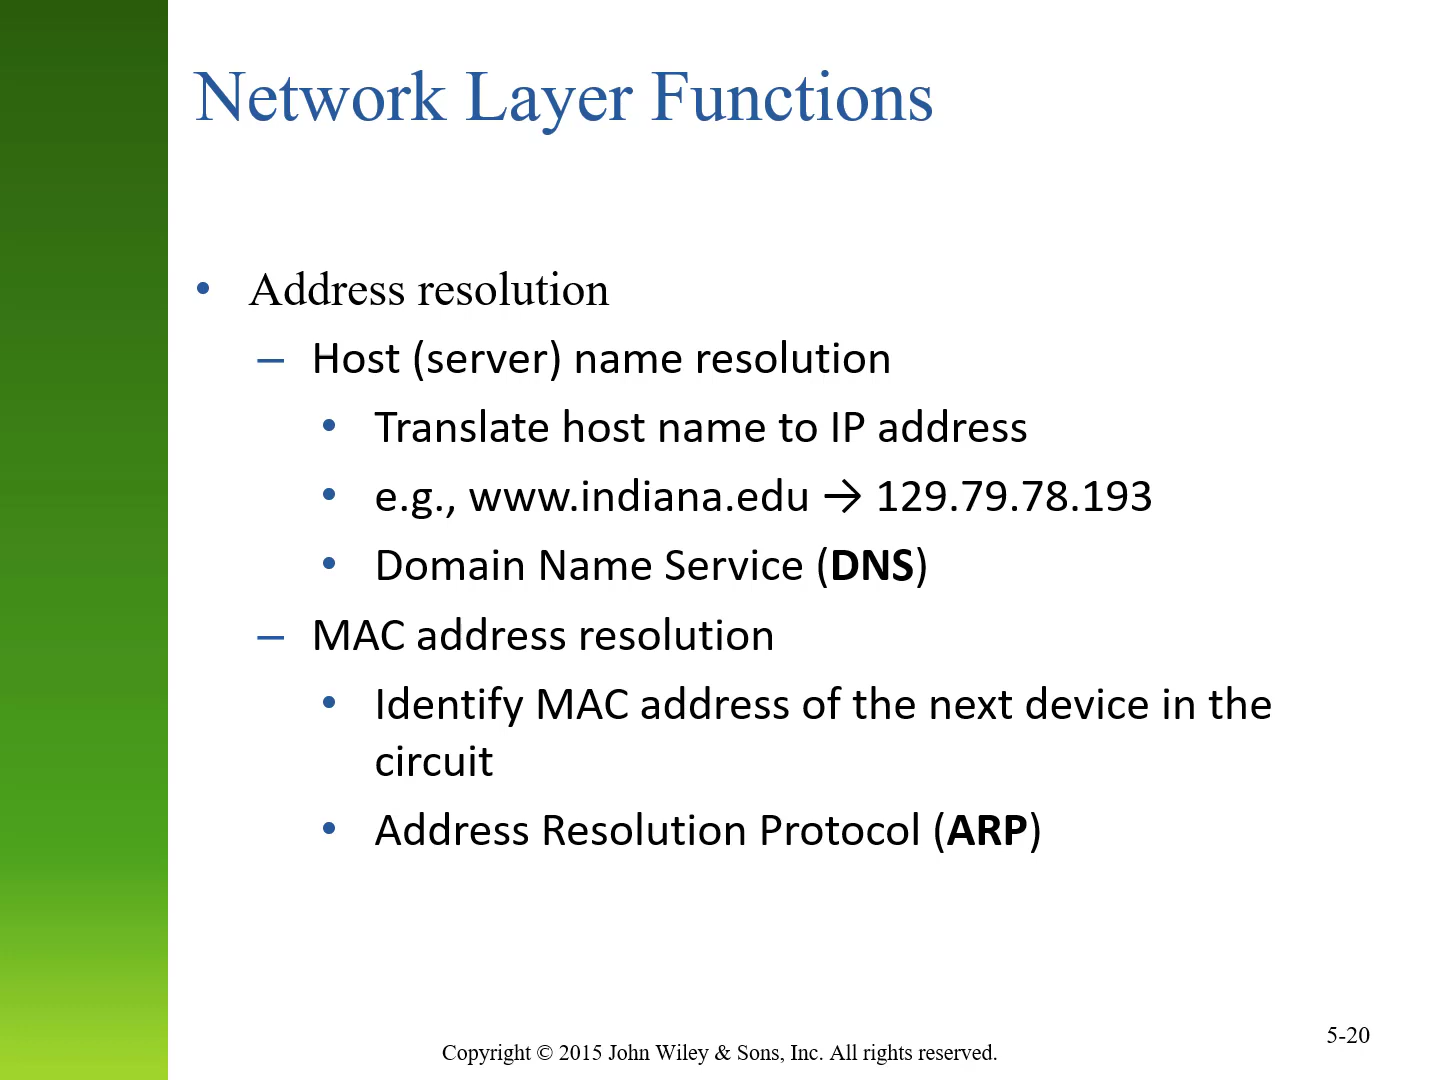 Network Layer Functions
• Address resolution
– Host (server) name resolution
• Translate host name to IP address
• e.g., www.indiana.edu → 129.79.78.193
• Domain Name Service (DNS)
– MAC address resolution
• Identify MAC address of the next device in the
circuit
• Address Resolution Protocol (ARP)
5-20
Copyright © 2015 John Wiley & Sons, Inc. All rights reserved.